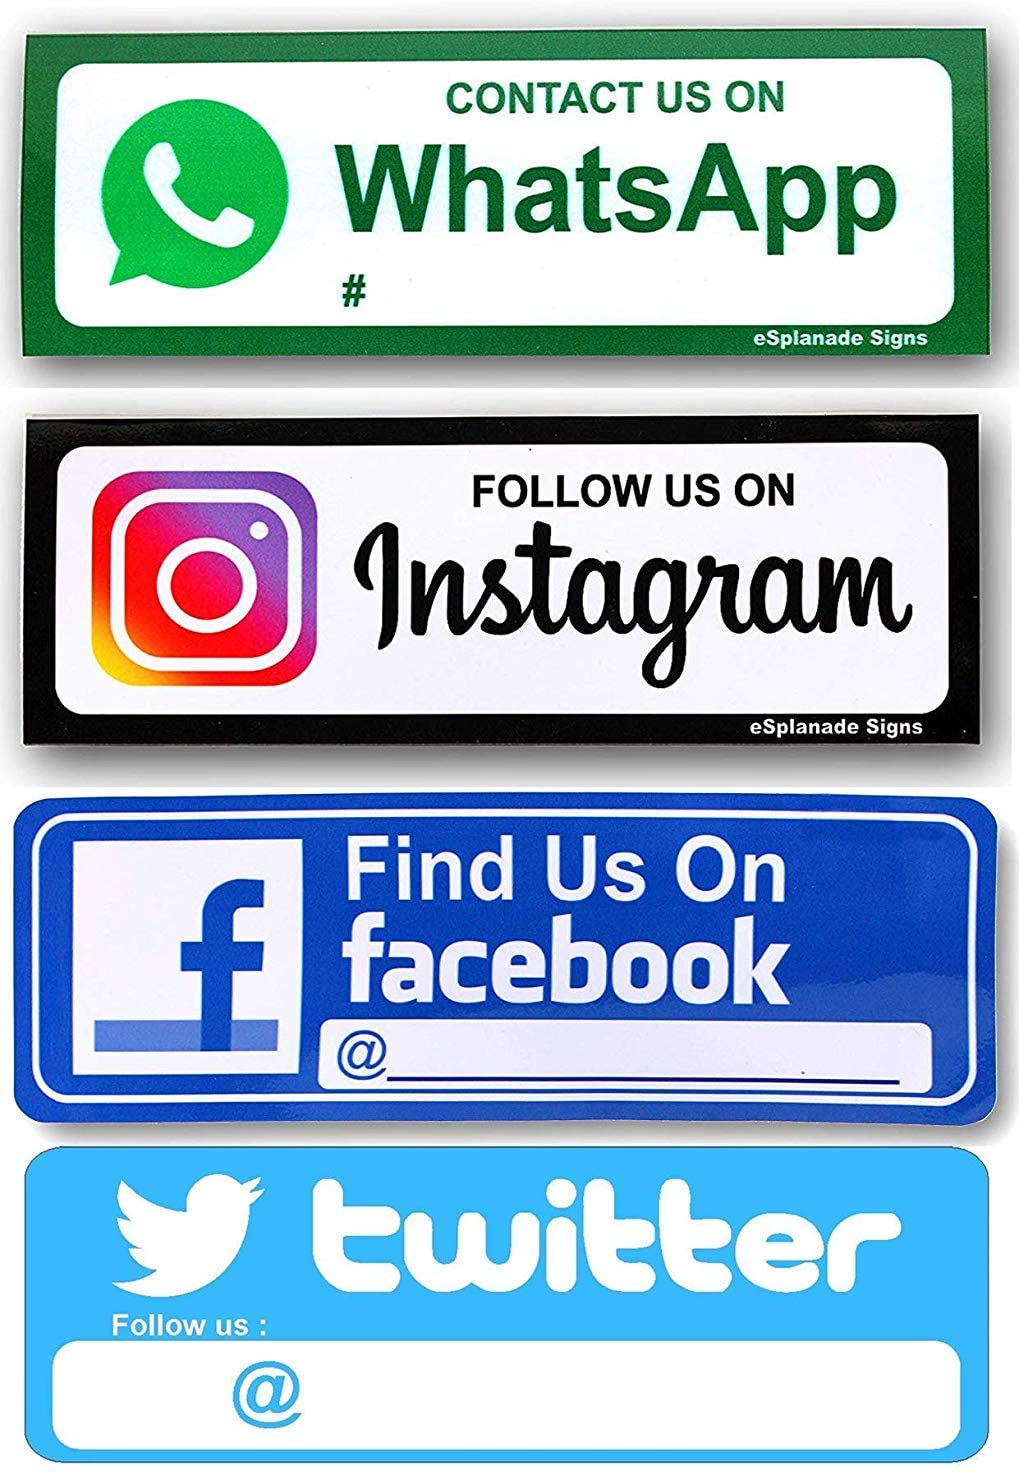 CONTACT US ON
WhatsApp
#
eSplanade Signs
FOLLOW US ON
Instagram
eSplanade Signs
f
Find Us On
facebook
@
twitter
Follow us :
@